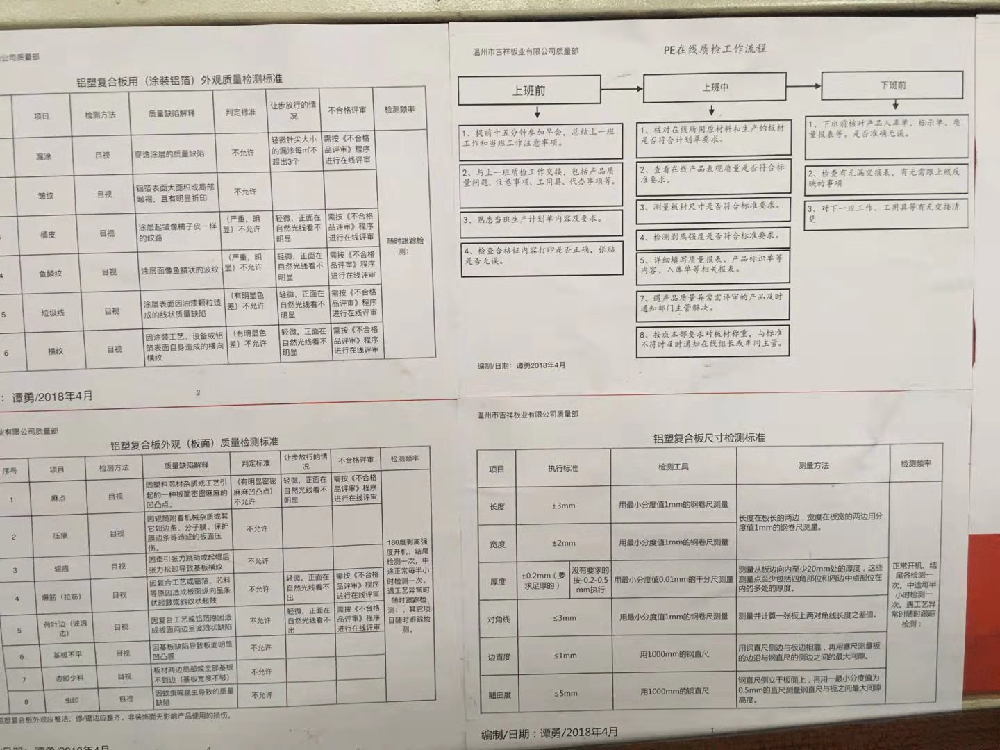 公司质量部
铝塑复合板用（涂装铝箔）外观质量检测标准
项目 检测方法 质量缺陷解释 判定标准 让步放行的情况 不合格评审 检测频率
漏涂 目视 穿透涂层的质量缺陷 不允许 轻微针尖大小的漏涂每㎡不超出3个 需按《不合格品评审》程序进行在线评审
皱纹 目视 铝箔表面大面积或局部皱褶，且有明显折印 不允许
橘皮 目视 涂层起皱像橘子皮一样的纹路 （严重，明显）不允许 轻微，正面在自然光线看不明显 需按《不合格品评审》程序进行在线评审
随时跟踪检测；
4 鱼鳞纹 目视 涂层面像鱼鳞状的波纹 （严重，明显）不允许 轻微，正面在自然光线看不明显 需按《不合格品评审》程序进行在线评审
5 垃圾线 目视 涂层表面因油漆颗粒造成的线状质量缺陷 （有明显色差）不允许 轻微，正面在自然光线看不明显 需按《不合格品评审》程序进行在线评审
6 横纹 目视 因涂装工艺、设备或铝箔表面自身造成的横向横纹 （有明显色差）不允许 轻微，正面在自然光线看不明显 需按《不合格品评审》程序进行在线评审
：谭勇/2018年4月
2
温州市吉祥板业有限公司质量部
PE在线质检工作流程
上班前
1、提前十五分钟参加早会，总结上一班
工作和当班工作注意事项。
2、与上一班质检工作交接，包括产品质
量问题、注意事项、工用具、代办事项等。
3、熟悉当班生产计划单内容及要求。
4、检查合格证内容打印是否正确，张贴
是否无误。
上班中
1、核对在线所用原材料和生产的板材
是否符合计划单要求。
2、查看在线产品表观质量是否符合标
准要求。
3、测量板材尺寸是否符合标准要求。
4、检测剥离强度是否符合标准要求。
5、详细填写质量报表、产品标识单等
内容、入库单等相关报表。
7、遇产品质量异常需评审的产品及时
通知部门主管解决。
8、按成本部要求对板材称重，与标准
不符时及时通知在线组长或车间主管。
下班前
1、下班前核对产品入库单、标示单、质
量报表等。是否准确无误。
2、检查有无漏交报表，有无需跟上级反
映的事项
3、对下一班工作、工用具等有无交接清
楚
编制/日期：谭勇2018年4月
业有限公司质量部
铝塑复合板外观（板面）质量检测标准
序号 项目 检测方法 质量缺陷解释 判定标准 让步放行的情况 不合格评审 检测频率
1 麻点 目视 因塑料芯材杂质或工艺引起的一种板面密密麻麻的凹凸点。 （有明显密密麻麻凹凸点）不允许 轻微，正面在自然光线看不明显 需按《不合格品评审》程序进行在线评审
2 压痕 目视 因辊筒附着机械杂质或其它如边条、分子膜、保护膜边条等造成的板面压伤。 不允许
3 辊痕 目视 因牵引张力跳动或起辊后张力松卸导致基板横纹 不允许
4 爆筋（拉筋） 目视 因复合工艺或铝箔、芯料等原因造成板面纵向呈条状起鼓或斜纹状起鼓 不允许 轻微，正面在自然光线看不出 需按《不合格品评审》程序进行在线评审
5 荷叶边（波浪边） 目视 因复合工艺或铝箔原因造成板面两边呈波浪状缺陷 不允许 轻微，正面在自然光线看不出 需按《不合格品评审》程序进行在线评审
6 基板不平 目视 因基板缺陷导致板面明显凹凸感 不允许
7 边部少料 目视 板材两边局部或全部基板不到边（基板宽度不够） 不允许
8 虫印 目视 因蚊虫或昆虫导致的质量缺陷 不允许
180度剥离强度开机、结尾检测一次，中途正常每半小时检测一次。遇工艺异常时随时跟踪检测；、其它项目随时跟踪检测。
铝塑复合板外观应整洁，修/锯边应整齐。非装饰面无影响产品使用的损伤。
日期：谭勇/2018年4月
4
温州市吉祥板业有限公司质量部
铝塑复合板尺寸检测标准
项目 执行标准 检测工具 测量方法 检测频率
长度 ±3mm 用最小分度值1mm的钢卷尺测量
长度在板长的两边，宽度在板宽的两边用分度值1mm的钢卷尺测量。
宽度 ±2mm 用最小分度值1mm的钢卷尺测量
厚度 ±0.2mm（要求足厚的） 没有要求的按-0.2-0.5mm执行 用最小分度值0.01mm的千分尺测量 测量从板边向内至少20mm处的厚度，这些测量点至少包括四角部位和四边中点部位在内的多处的厚度。
对角线 ≤3mm 用最小分度值1mm的钢卷尺测量 测量并计算一张板上两对角线长度之差值。
边直度 ≤1mm 用1000mm的钢直尺 用钢直尺侧边与板边相靠，再用塞尺测量板的边沿与钢直尺的侧边之间的最大间隙。
翘曲度 ≤5mm 用1000mm的钢直尺 钢直尺侧立于板面上，再用一最小分度值为0.5mm的直尺测量钢直尺与板之间最大间隙高度。
正常开机、结尾各检测一次，中途每半小时检测一次。遇工艺异常时随时跟踪检测；
编制/日期：谭勇/2018年4月
1